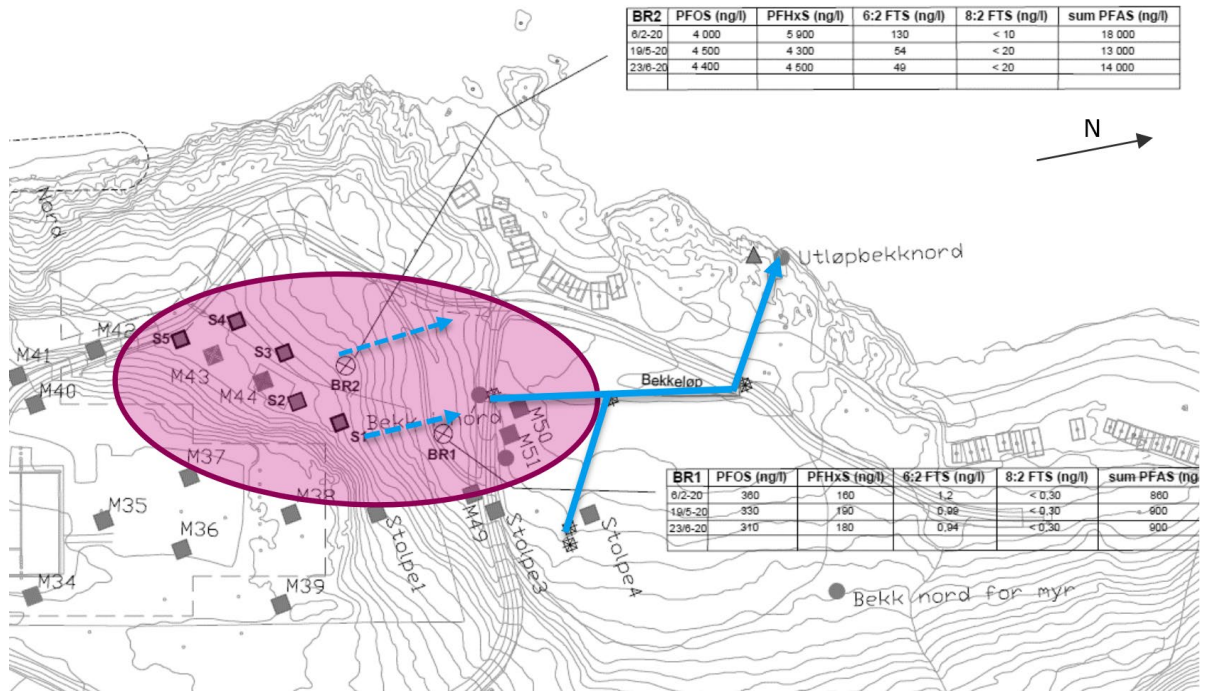 BR2 PFOS (ng/l) PFHxS (ng/l) 6:2 FTS (ng/l) 8:2 FTS (ng/l) sum PFAS (ng/l)
6/2-20 4 000 5 900 130 < 10 18 000
19/5-20 4 500 4 300 54 < 20 13 000
23/6-20 4 400 4 500 49 < 20 14 000
N
Nord
Utløpbekknord
M42
S4
S5
M41
S3
M43
M40
M44
BR2
Bekkeløp
S2
Bekk nord
M50
S1
BR1
M51
M37
BR1 PFOS (ng/l) PFHxS (ng/l) 6:2 FTS (ng/l) 8:2 FTS (ng/l) sum PFAS (ng
6/2-20 360 160 1,2 < 0,30 860
19/5-20 330 190 0,99 < 0,30 900
23/6-20 310 180 0,94 < 0,30 900
M38
M49
M35
Stolpe1
Stolpe3
Stolpe4
M36
M34
M39
Bekk nord for myr